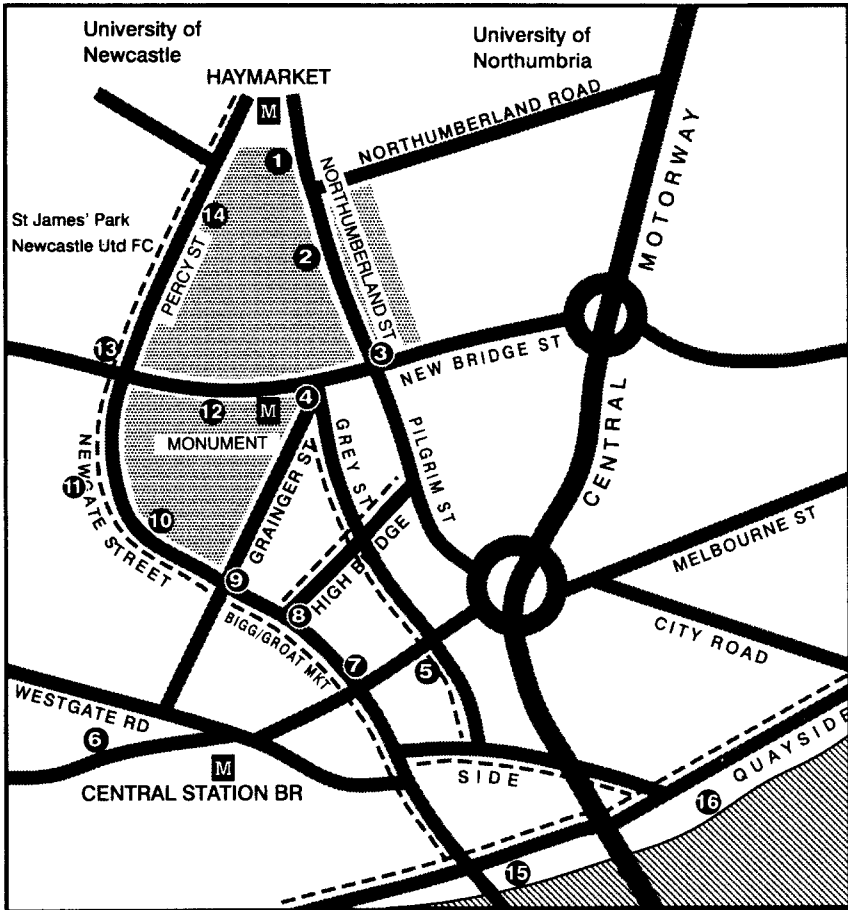 University of
Newcastle
University of
Northumbria
HAYMARKET
M
NORTHUMBERLAND ROAD
MOTORWAY
1
NORTHUMBERLAND ST
14
St James' Park
Newcastle Utd FC
PERCY ST
2
13
3
NEW BRIDGE ST
4
12
M
MONUMENT
GREY ST
PILGRIM ST
CENTRAL
NEWGATE STREET
11
10
GRAINGER ST
HIGH BRIDGE
MELBOURNE ST
9
8
BIGG/GROAT MKT
CITY ROAD
7
5
WESTGATE RD
6
M
CENTRAL STATION BR
SIDE
QUAYSIDE
16
15